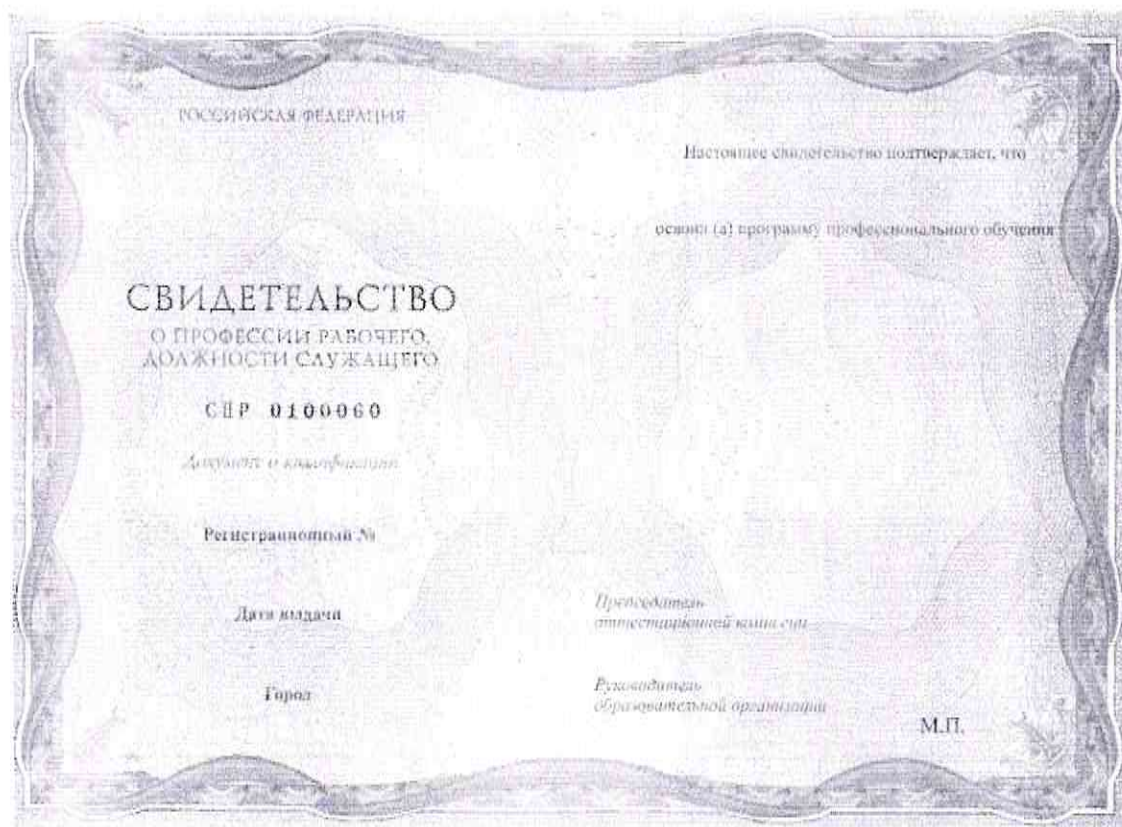 РОССИЙСКАЯ ФЕДЕРАЦИЯ
СВИДЕТЕЛЬСТВО
О ПРОФЕССИИ РАБОЧЕГО,
ДОЛЖНОСТИ СЛУЖАЩЕГО
СПР 0100060
Документ о квалификации
Регистрационный №
Дата выдачи
Город
Настоящее свидетельство подтверждает, что
освоил (а) программу профессионального обучения
Председатель
аттестационной комиссии
Руководитель
образовательной организации
М.П.